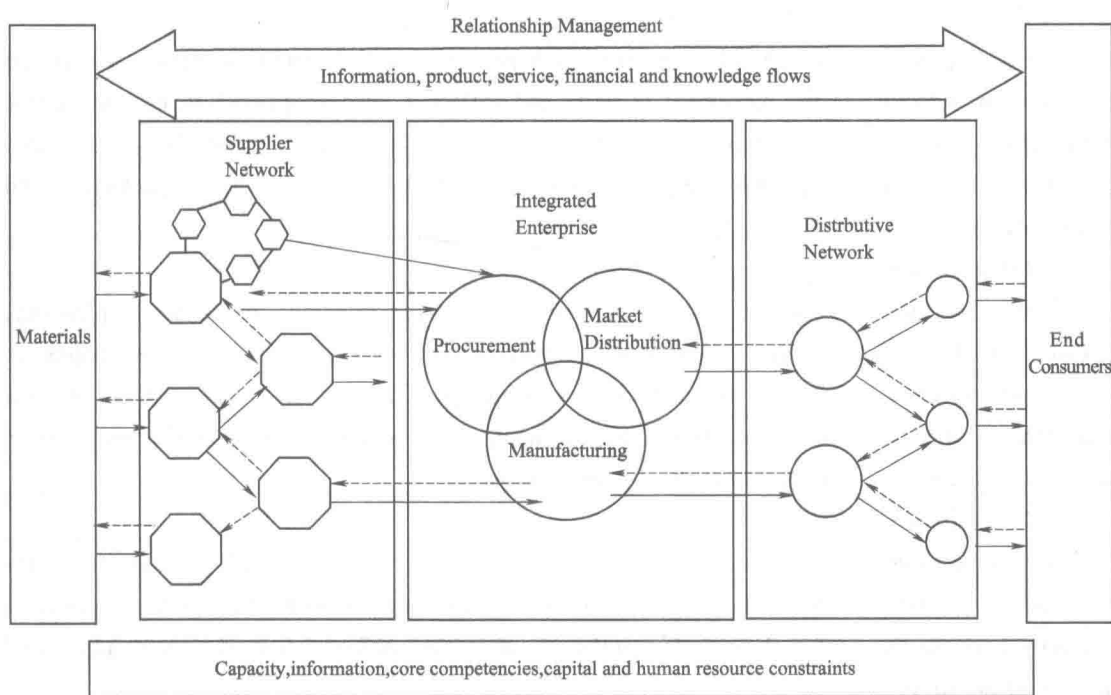 Relationship Management
Information, product, service, financial and knowledge flows
Supplier
Network
Integrated
Enterprise
Distrbutive
Network
Materials
Procurement
Market
Distribution
Manufacturing
End
Consumers
Capacity,information,core competencies,capital and human resource constraints